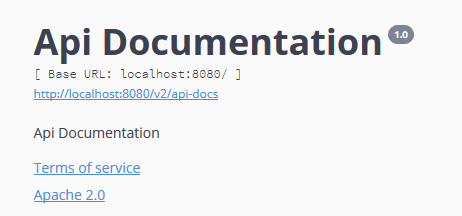 Api Documentation 1.0
[ Base URL: localhost:8080/ ]
http://localhost:8080/v2/api-docs
Api Documentation
Terms of service
Apache 2.0